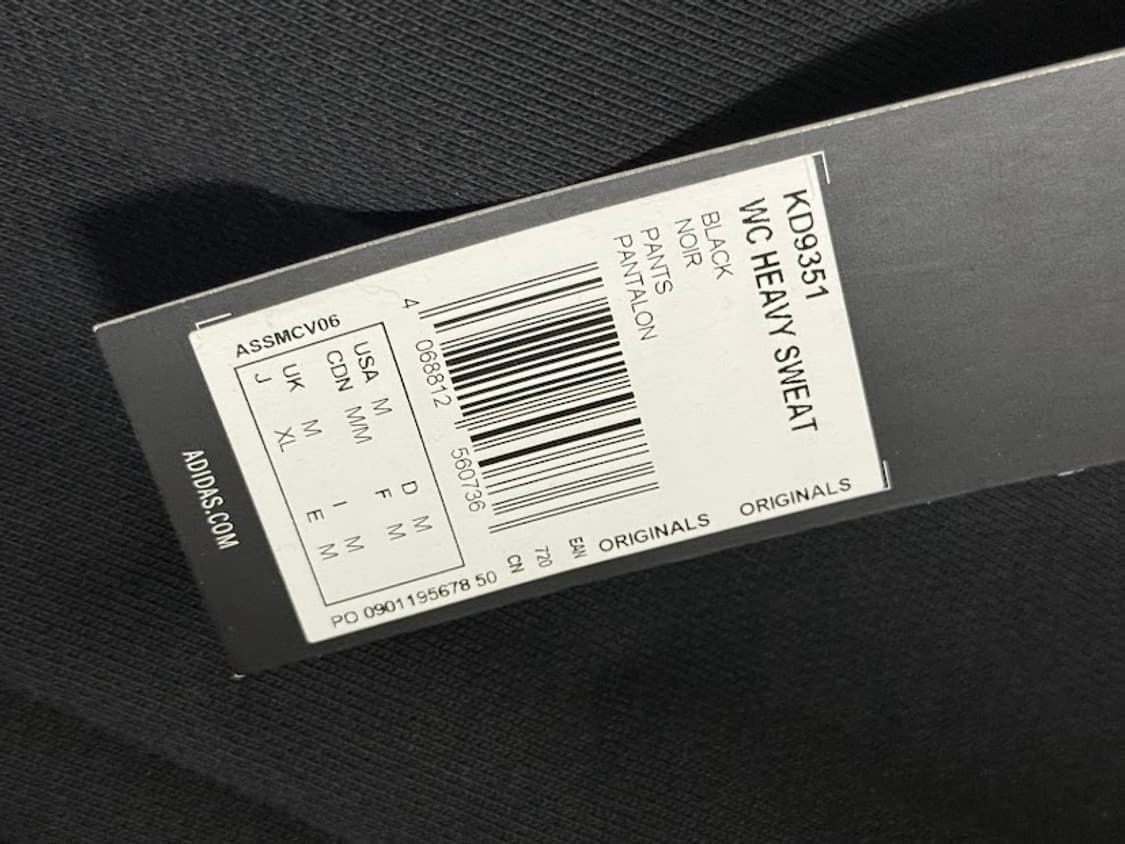 KD9351
WC HEAVY SWEAT
BLACK
NOIR
PANTS
PANTALON
ORIGINALS
ORIGINALS
EAN
720
CN
4 068812 560736
USA M D M
CDN M/M F M
UK M I M
J XL E M
ASSMCV06
PO 0901195678 50
ADIDAS.COM